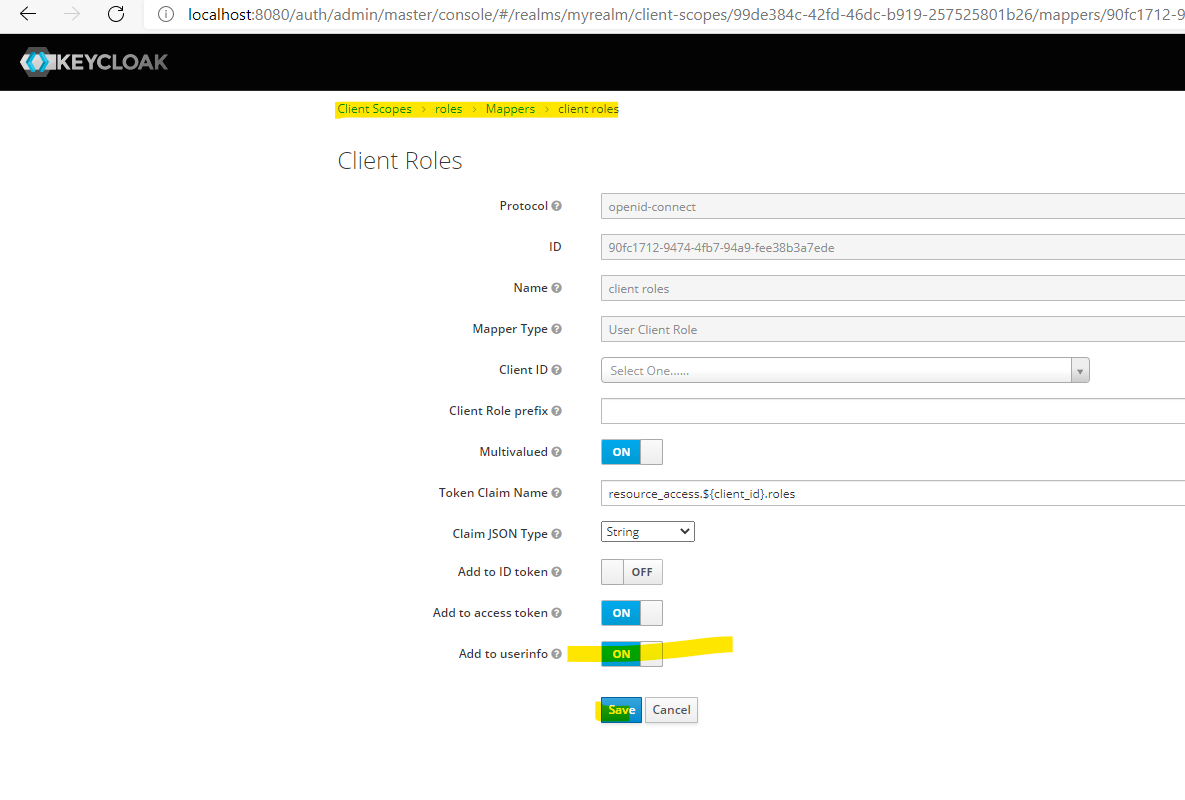 localhost:8080/auth/admin/master/console/#/realms/myrealm/client-scopes/99de384c-42fd-46dc-b919-257525801b26/mappers/90fc1712-9
KEYCLOAK
Client Scopes > roles > Mappers > client roles
Client Roles
Protocol openid-connect
ID 90fc1712-9474-4fb7-94a9-fee38b3a7ede
Name client roles
Mapper Type User Client Role
Client ID Select One......
Client Role prefix
Multivalued ON
Token Claim Name resource_access.${client_id}.roles
Claim JSON Type String
Add to ID token OFF
Add to access token ON
Add to userinfo ON
Save Cancel